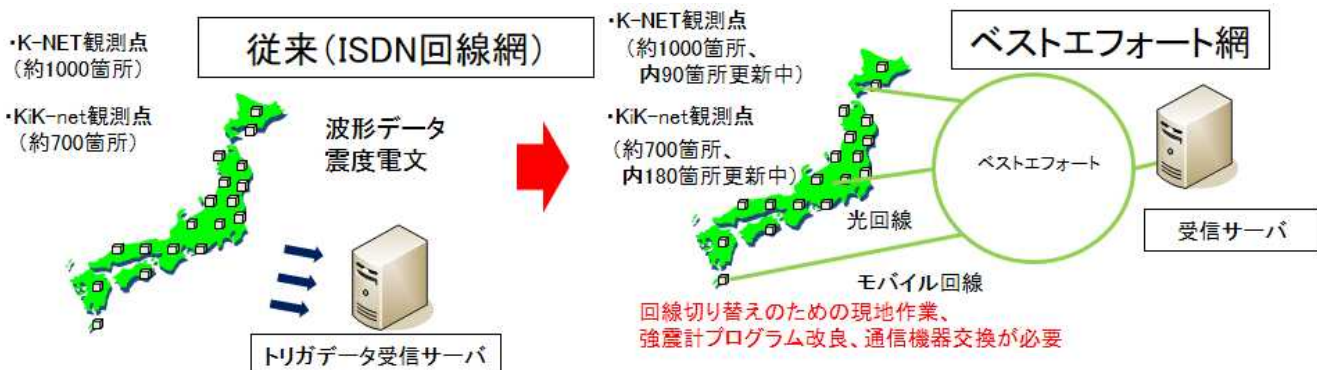 ・K-NET観測点
(約1000箇所)
従来(ISDN回線網)
・KiK-net観測点
(約700箇所)
波形データ
震度電文
トリガデータ受信サーバ
・K-NET観測点
(約1000箇所、
内90箇所更新中)
ベストエフォート網
・KiK-net観測点
(約700箇所、
内180箇所更新中)
ベストエフォート
光回線
受信サーバ
モバイル回線
回線切り替えのための現地作業、
強震計プログラム改良、通信機器交換が必要